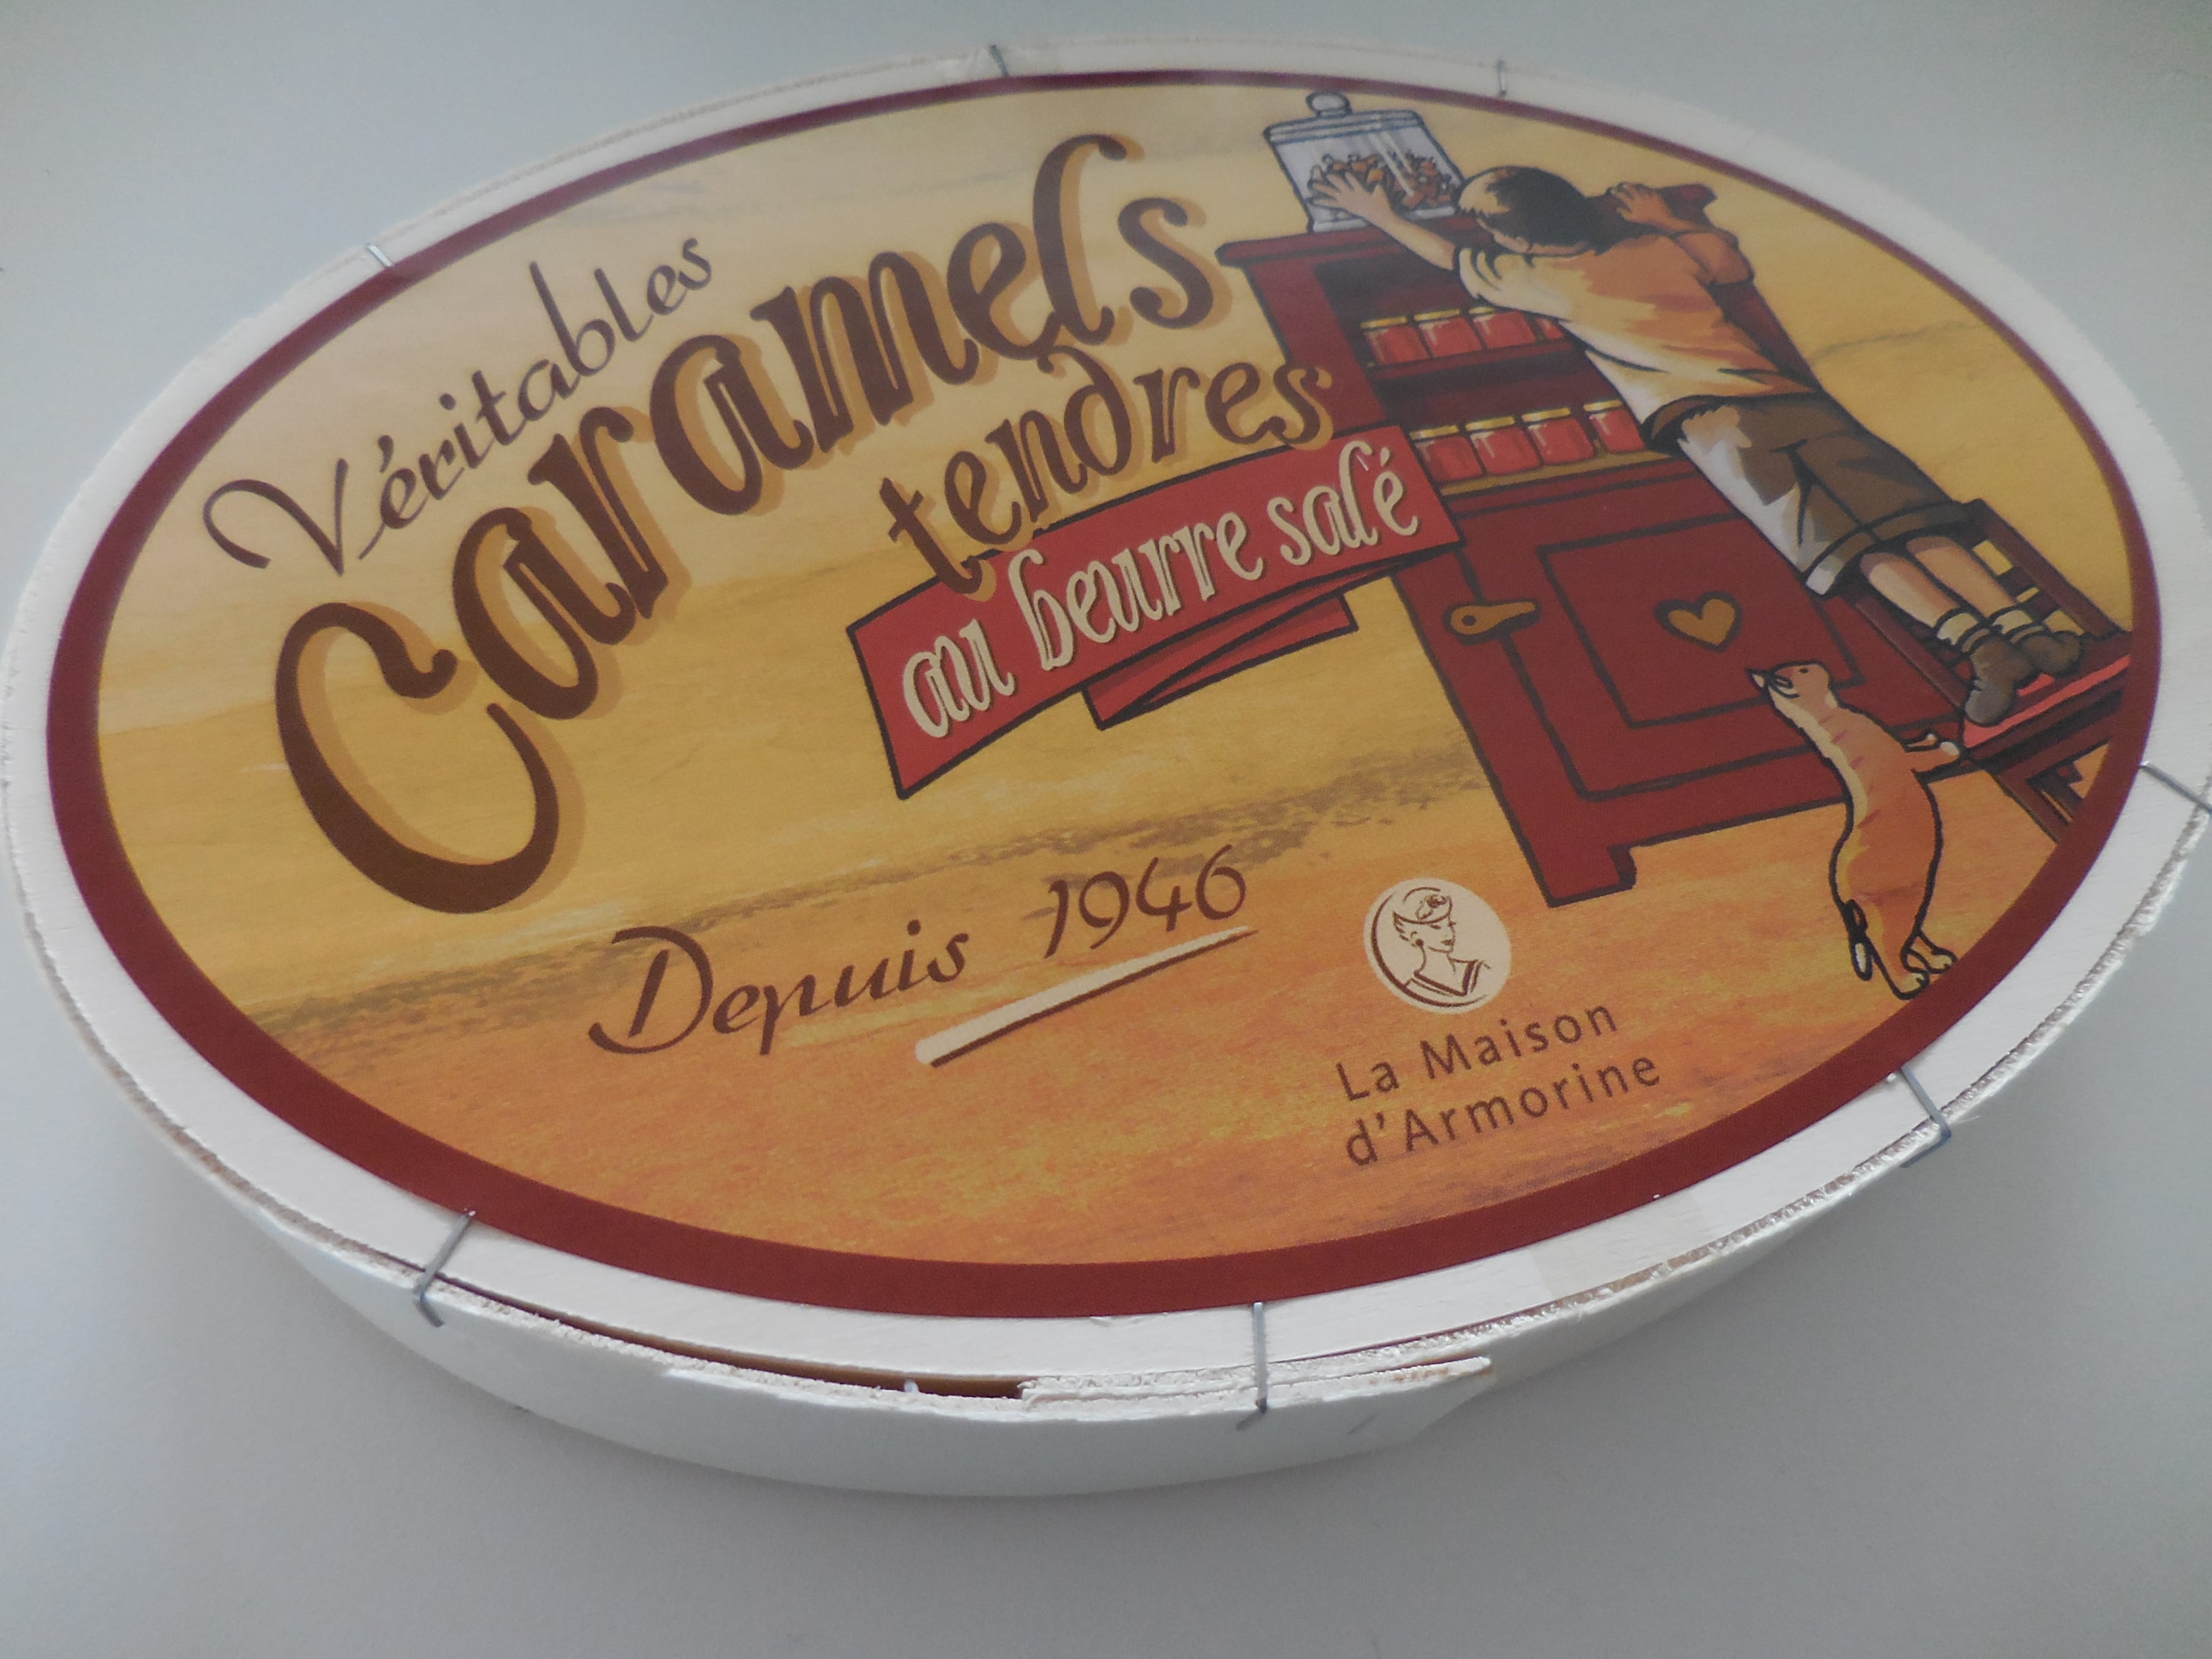 Véritables
Caramels
tendres
au beurre salé
Depuis 1946
La Maison
d'Armorine